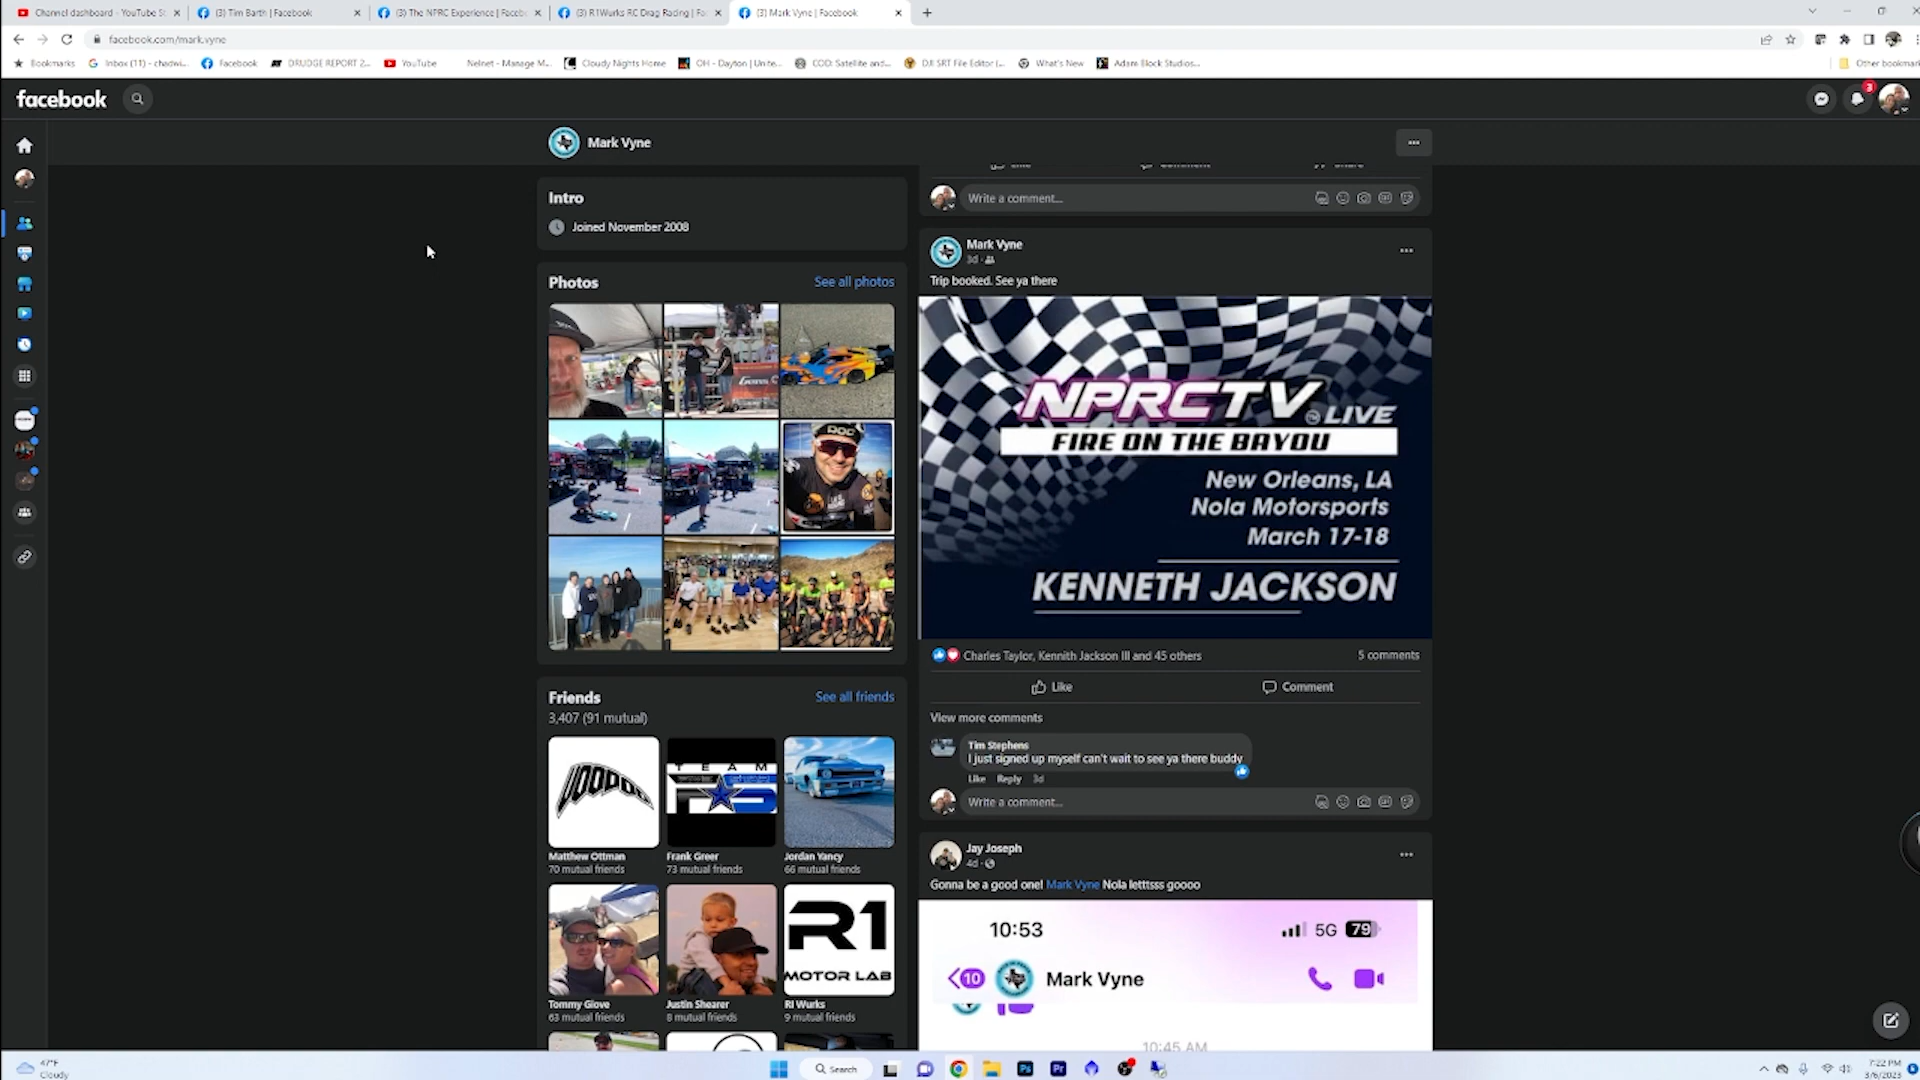 Channel dashboard - YouTube St
(3) Tim Barth | Facebook
(3) The NPRC Experience | Faceb
(3) R1Wurks RC Drag Racing | Fa
(3) Mark Vyne | Facebook
facebook.com/mark.vyne
Bookmarks
Inbox (11) - chadwi...
Facebook
DRUDGE REPORT 2...
YouTube
Nelnet - Manage M...
Cloudy Nights Home
OH - Dayton | Unite...
COD: Satellite and...
DJI SRT File Editor (...
What's New
Adam Block Studios...
Other bookmark
facebook
3
Mark Vyne
Intro
Joined November 2008
Photos
See all photos
Friends
See all friends
3,407 (91 mutual)
VOODOO
Matthew Ottman
70 mutual friends
TEAM
Frank Greer
73 mutual friends
Jordan Yancy
66 mutual friends
Tommy Glove
63 mutual friends
Justin Shearer
8 mutual friends
R1
MOTOR LAB
RI Wurks
9 mutual friends
Like
Comment
Share
Write a comment...
Mark Vyne
3d
Trip booked. See ya there
NPRCTV LIVE
FIRE ON THE BAYOU
New Orleans, LA
Nola Motorsports
March 17-18
KENNETH JACKSON
Charles Taylor, Kennith Jackson III and 45 others
5 comments
Like
Comment
View more comments
Tim Stephens
I just signed up myself can't wait to see ya there buddy
Like Reply 3d
Write a comment...
Jay Joseph
4d
Gonna be a good one! Mark Vyne Nola letttsss goooo
10:53
5G 79
10 Mark Vyne
10:45 AM
47°F
Cloudy
Search
7:22 PM
3/6/2023